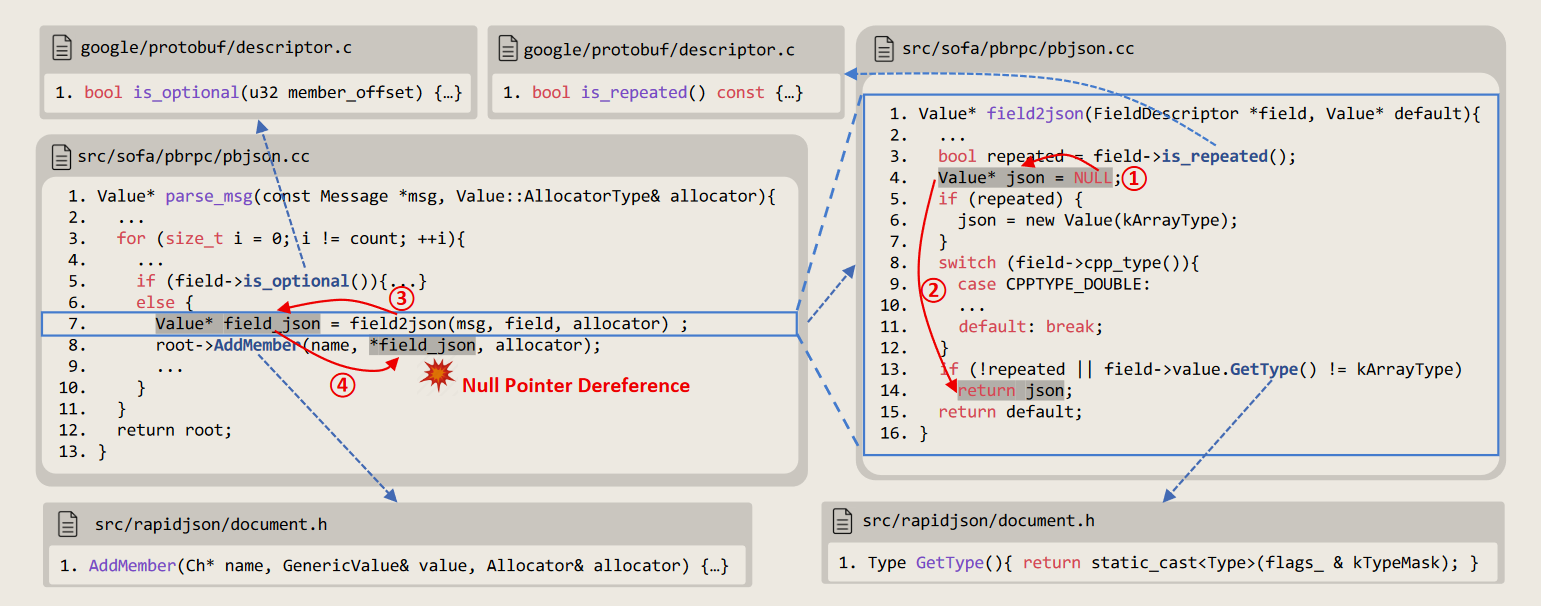 google/protobuf/descriptor.c
1. bool is_optional(u32 member_offset) {…}
google/protobuf/descriptor.c
1. bool is_repeated() const {…}
src/sofa/pbrpc/pbjson.cc
1. Value* parse_msg(const Message *msg, Value::AllocatorType& allocator){
2. ...
3. for (size_t i = 0; i != count; ++i){
4. ...
5. if (field->is_optional()){...}
6. else {
7. Value* field_json = field2json(msg, field, allocator) ;
8. root->AddMember(name, *field_json, allocator);
9. ...
10. }
11. }
12. return root;
13. }
③
④
Null Pointer Dereference
src/sofa/pbrpc/pbjson.cc
1. Value* field2json(FieldDescriptor *field, Value* default){
2. ...
3. bool repeated = field->is_repeated();
4. Value* json = NULL;
5. if (repeated) {
6. json = new Value(kArrayType);
7. }
8. switch (field->cpp_type()){
9. case CPPTYPE_DOUBLE:
10. ...
11. default: break;
12. }
13. if (!repeated || field->value.GetType() != kArrayType)
14. return json;
15. return default;
16. }
①
②
src/rapidjson/document.h
1. AddMember(Ch* name, GenericValue& value, Allocator& allocator) {…}
src/rapidjson/document.h
1. Type GetType(){ return static_cast<Type>(flags_ & kTypeMask); }